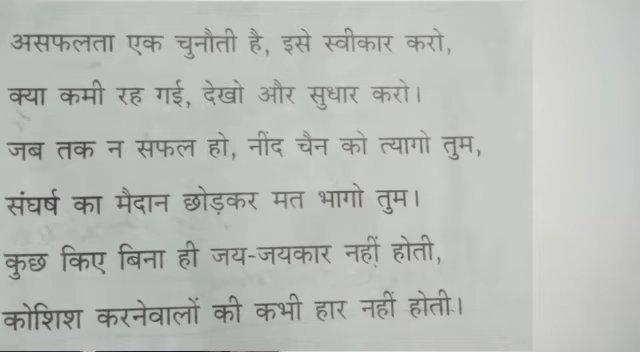 असफलता एक चुनौती है, इसे स्वीकार करो,
क्या कमी रह गई, देखो और सुधार करो।
जब तक न सफल हो, नींद चैन को त्यागो तुम,
संघर्ष का मैदान छोड़कर मत भागो तुम।
कुछ किए बिना ही जय-जयकार नहीं होती,
कोशिश करनेवालों की कभी हार नहीं होती।